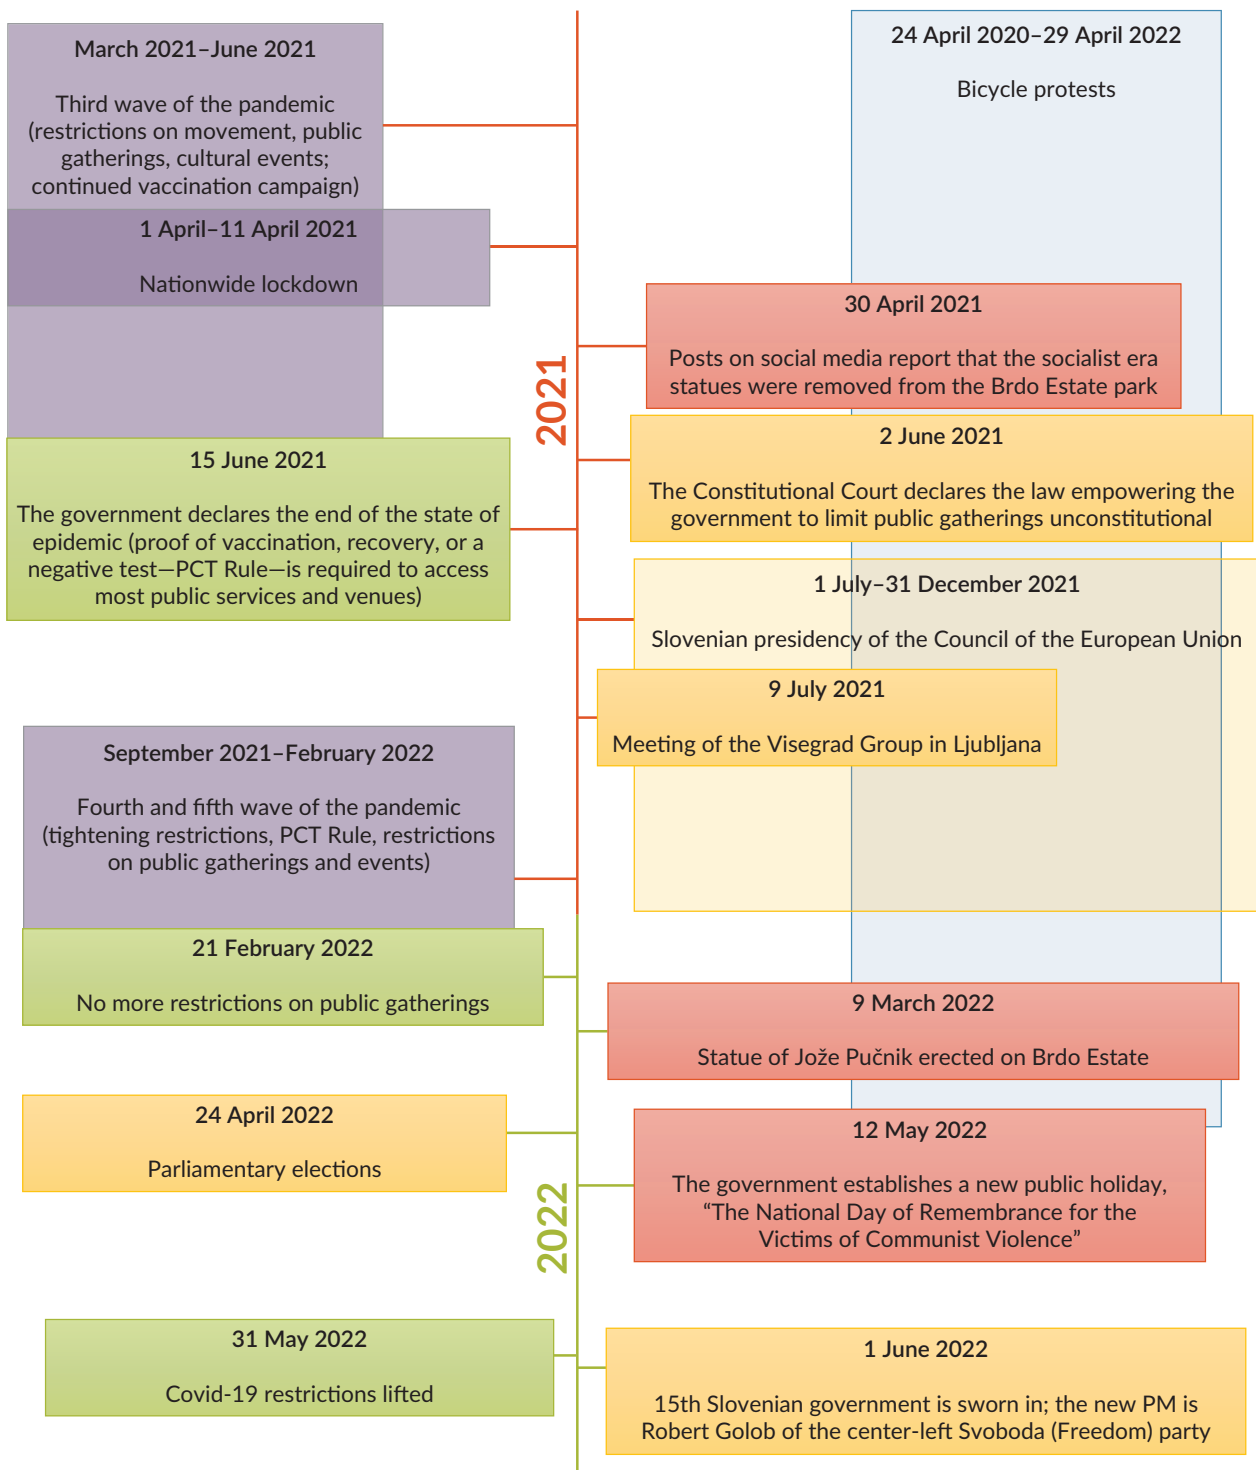 March 2021–June 2021
Third wave of the pandemic
(restrictions on movement, public
gatherings, cultural events;
continued vaccination campaign)
24 April 2020–29 April 2022
Bicycle protests
1 April–11 April 2021
Nationwide lockdown
30 April 2021
Posts on social media report that the socialist era
statues were removed from the Brdo Estate park
2021
2 June 2021
The Constitutional Court declares the law empowering the
government to limit public gatherings unconstitutional
15 June 2021
The government declares the end of the state of
epidemic (proof of vaccination, recovery, or a
negative test—PCT Rule—is required to access
most public services and venues)
1 July–31 December 2021
Slovenian presidency of the Council of the European Union
9 July 2021
Meeting of the Visegrad Group in Ljubljana
September 2021–February 2022
Fourth and fifth wave of the pandemic
(tightening restrictions, PCT Rule, restrictions
on public gatherings and events)
21 February 2022
No more restrictions on public gatherings
9 March 2022
Statue of Jože Pučnik erected on Brdo Estate
24 April 2022
Parliamentary elections
12 May 2022
The government establishes a new public holiday,
“The National Day of Remembrance for the
Victims of Communist Violence”
2022
31 May 2022
Covid-19 restrictions lifted
1 June 2022
15th Slovenian government is sworn in; the new PM is
Robert Golob of the center-left Svoboda (Freedom) party